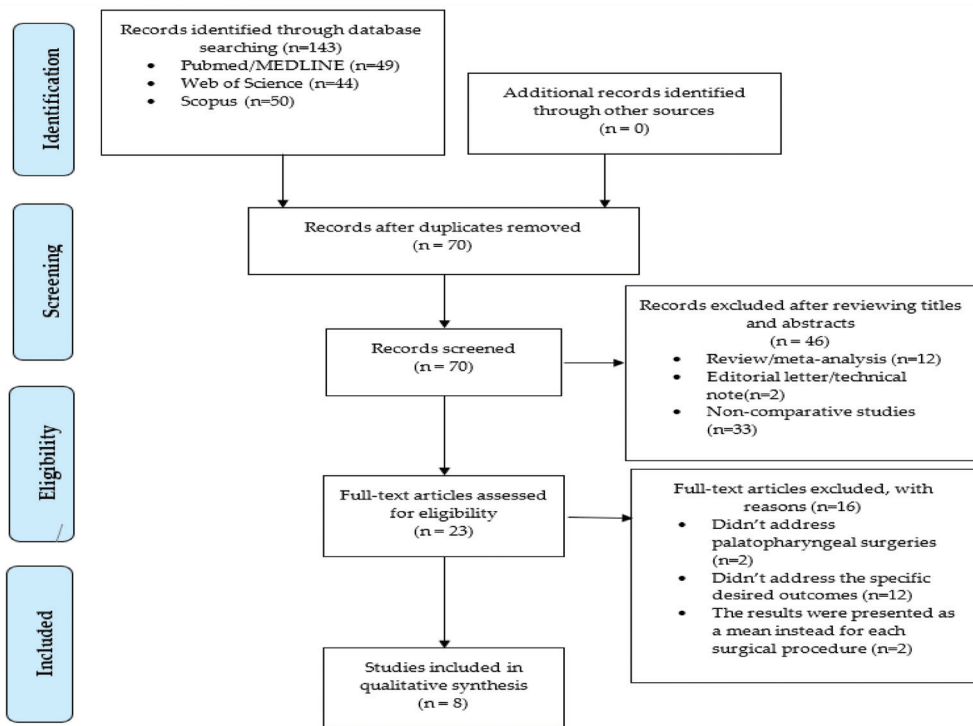 Identification
Records identified through database
searching (n=143)
• Pubmed/MEDLINE (n=49)
• Web of Science (n=44)
• Scopus (n=50)
Additional records identified
through other sources
(n = 0)
Screening
Records after duplicates removed
(n = 70)
Records screened
(n = 70)
Records excluded after reviewing titles
and abstracts
(n = 46)
• Review/meta-analysis (n=12)
• Editorial letter/technical
note(n=2)
• Non-comparative studies
(n=33)
Eligibility
Full-text articles assessed
for eligibility
(n = 23)
Full-text articles excluded, with
reasons (n=16)
• Didn't address
palatopharyngeal surgeries
(n=2)
• Didn't address the specific
desired outcomes (n=12)
• The results were presented as
a mean instead for each
surgical procedure (n=2)
Included
Studies included in
qualitative synthesis
(n = 8)